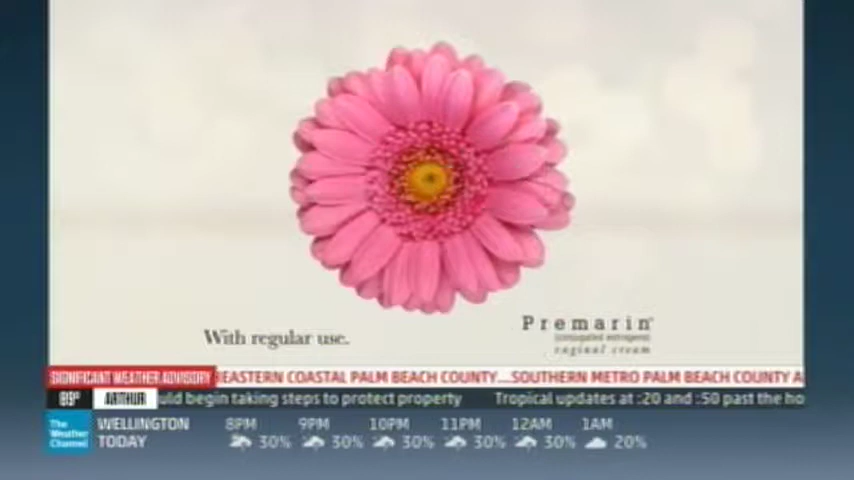 With regular use.
Premarin®
(conjugated estrogens)
vaginal cream
SIGNIFICANT WEATHER ADVISORY
EASTERN COASTAL PALM BEACH COUNTY...SOUTHERN METRO PALM BEACH COUNTY A
89° ARTHUR uld begin taking steps to protect property Tropical updates at :20 and :50 past the ho
The Weather Channel
WELLINGTON 8PM 9PM 10PM 11PM 12AM 1AM
TODAY 30% 30% 30% 30% 30% 20%